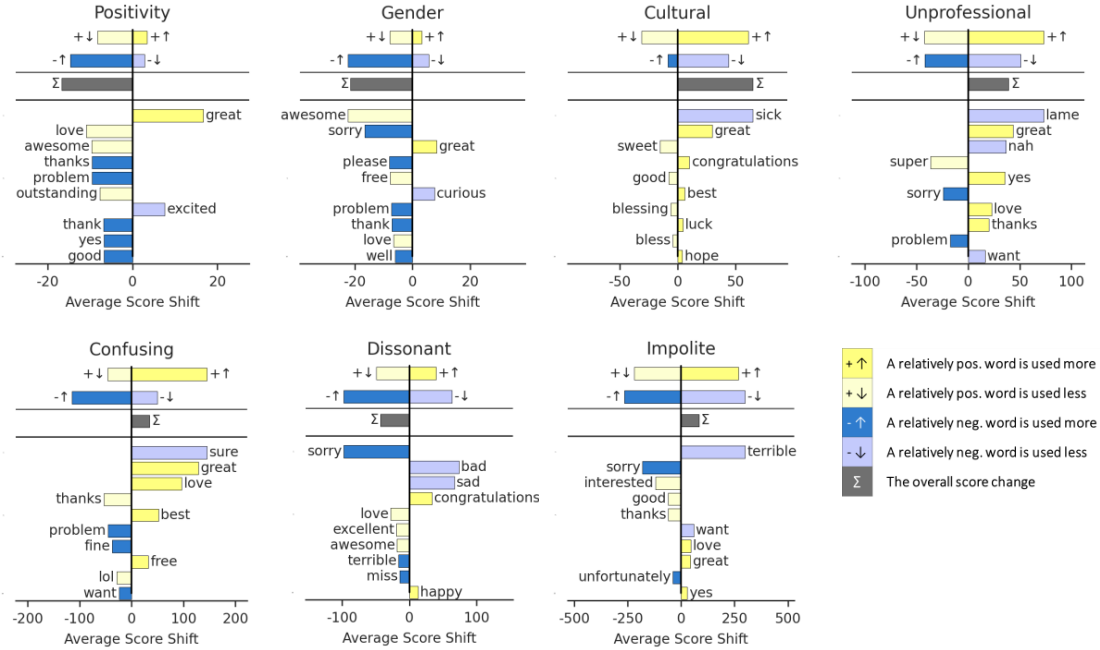 Positivity
+↓ +↑
-↑ -↓
Σ
great
love
awesome
thanks
problem
outstanding
excited
thank
yes
good
-20 0 20
Average Score Shift
Gender
+↓ +↑
-↑ -↓
Σ
awesome
sorry
great
please
free
curious
problem
thank
love
well
-20 0 20
Average Score Shift
Cultural
+↓ +↑
-↑ -↓
Σ
sick
great
sweet
congratulations
good
best
blessing
luck
bless
hope
-50 0 50
Average Score Shift
Unprofessional
+↓ +↑
-↑ -↓
Σ
lame
great
nah
super
yes
sorry
love
thanks
problem
want
-100 -50 0 50 100
Average Score Shift
Confusing
+↓ +↑
-↑ -↓
Σ
sure
great
love
thanks
best
problem
fine
free
lol
want
-200 -100 0 100 200
Average Score Shift
Dissonant
+↓ +↑
-↑ -↓
Σ
sorry
bad
sad
congratulations
love
excellent
awesome
terrible
miss
happy
-100 0 100
Average Score Shift
Impolite
+↓ +↑
-↑ -↓
Σ
terrible
sorry
interested
good
thanks
want
love
great
unfortunately
yes
-500 -250 0 250 500
Average Score Shift
+ ↑ A relatively pos. word is used more
+ ↓ A relatively pos. word is used less
- ↑ A relatively neg. word is used more
- ↓ A relatively neg. word is used less
Σ The overall score change